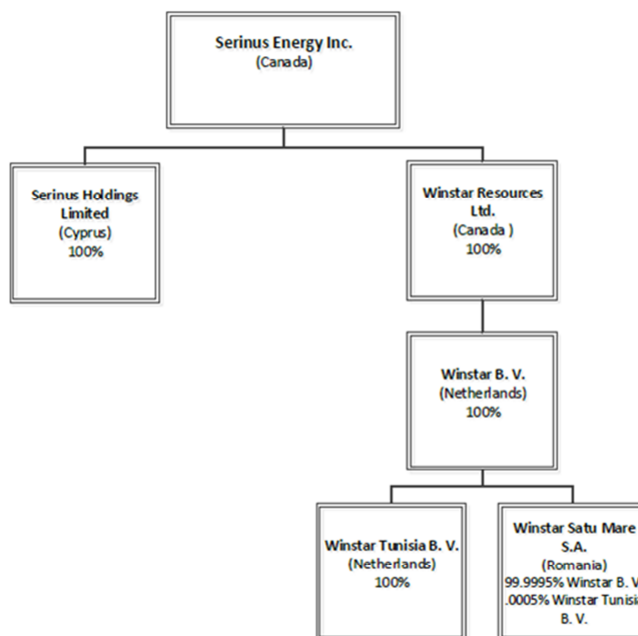 Serinus Energy Inc.
(Canada)
Serinus Holdings
Limited
(Cyprus)
100%
Winstar Resources
Ltd.
(Canada )
100%
Winstar B. V.
(Netherlands)
100%
Winstar Tunisia B. V.
(Netherlands)
100%
Winstar Satu Mare
S.A.
(Romania)
99.9995% Winstar B. V
.0005% Winstar Tunisia
B. V.